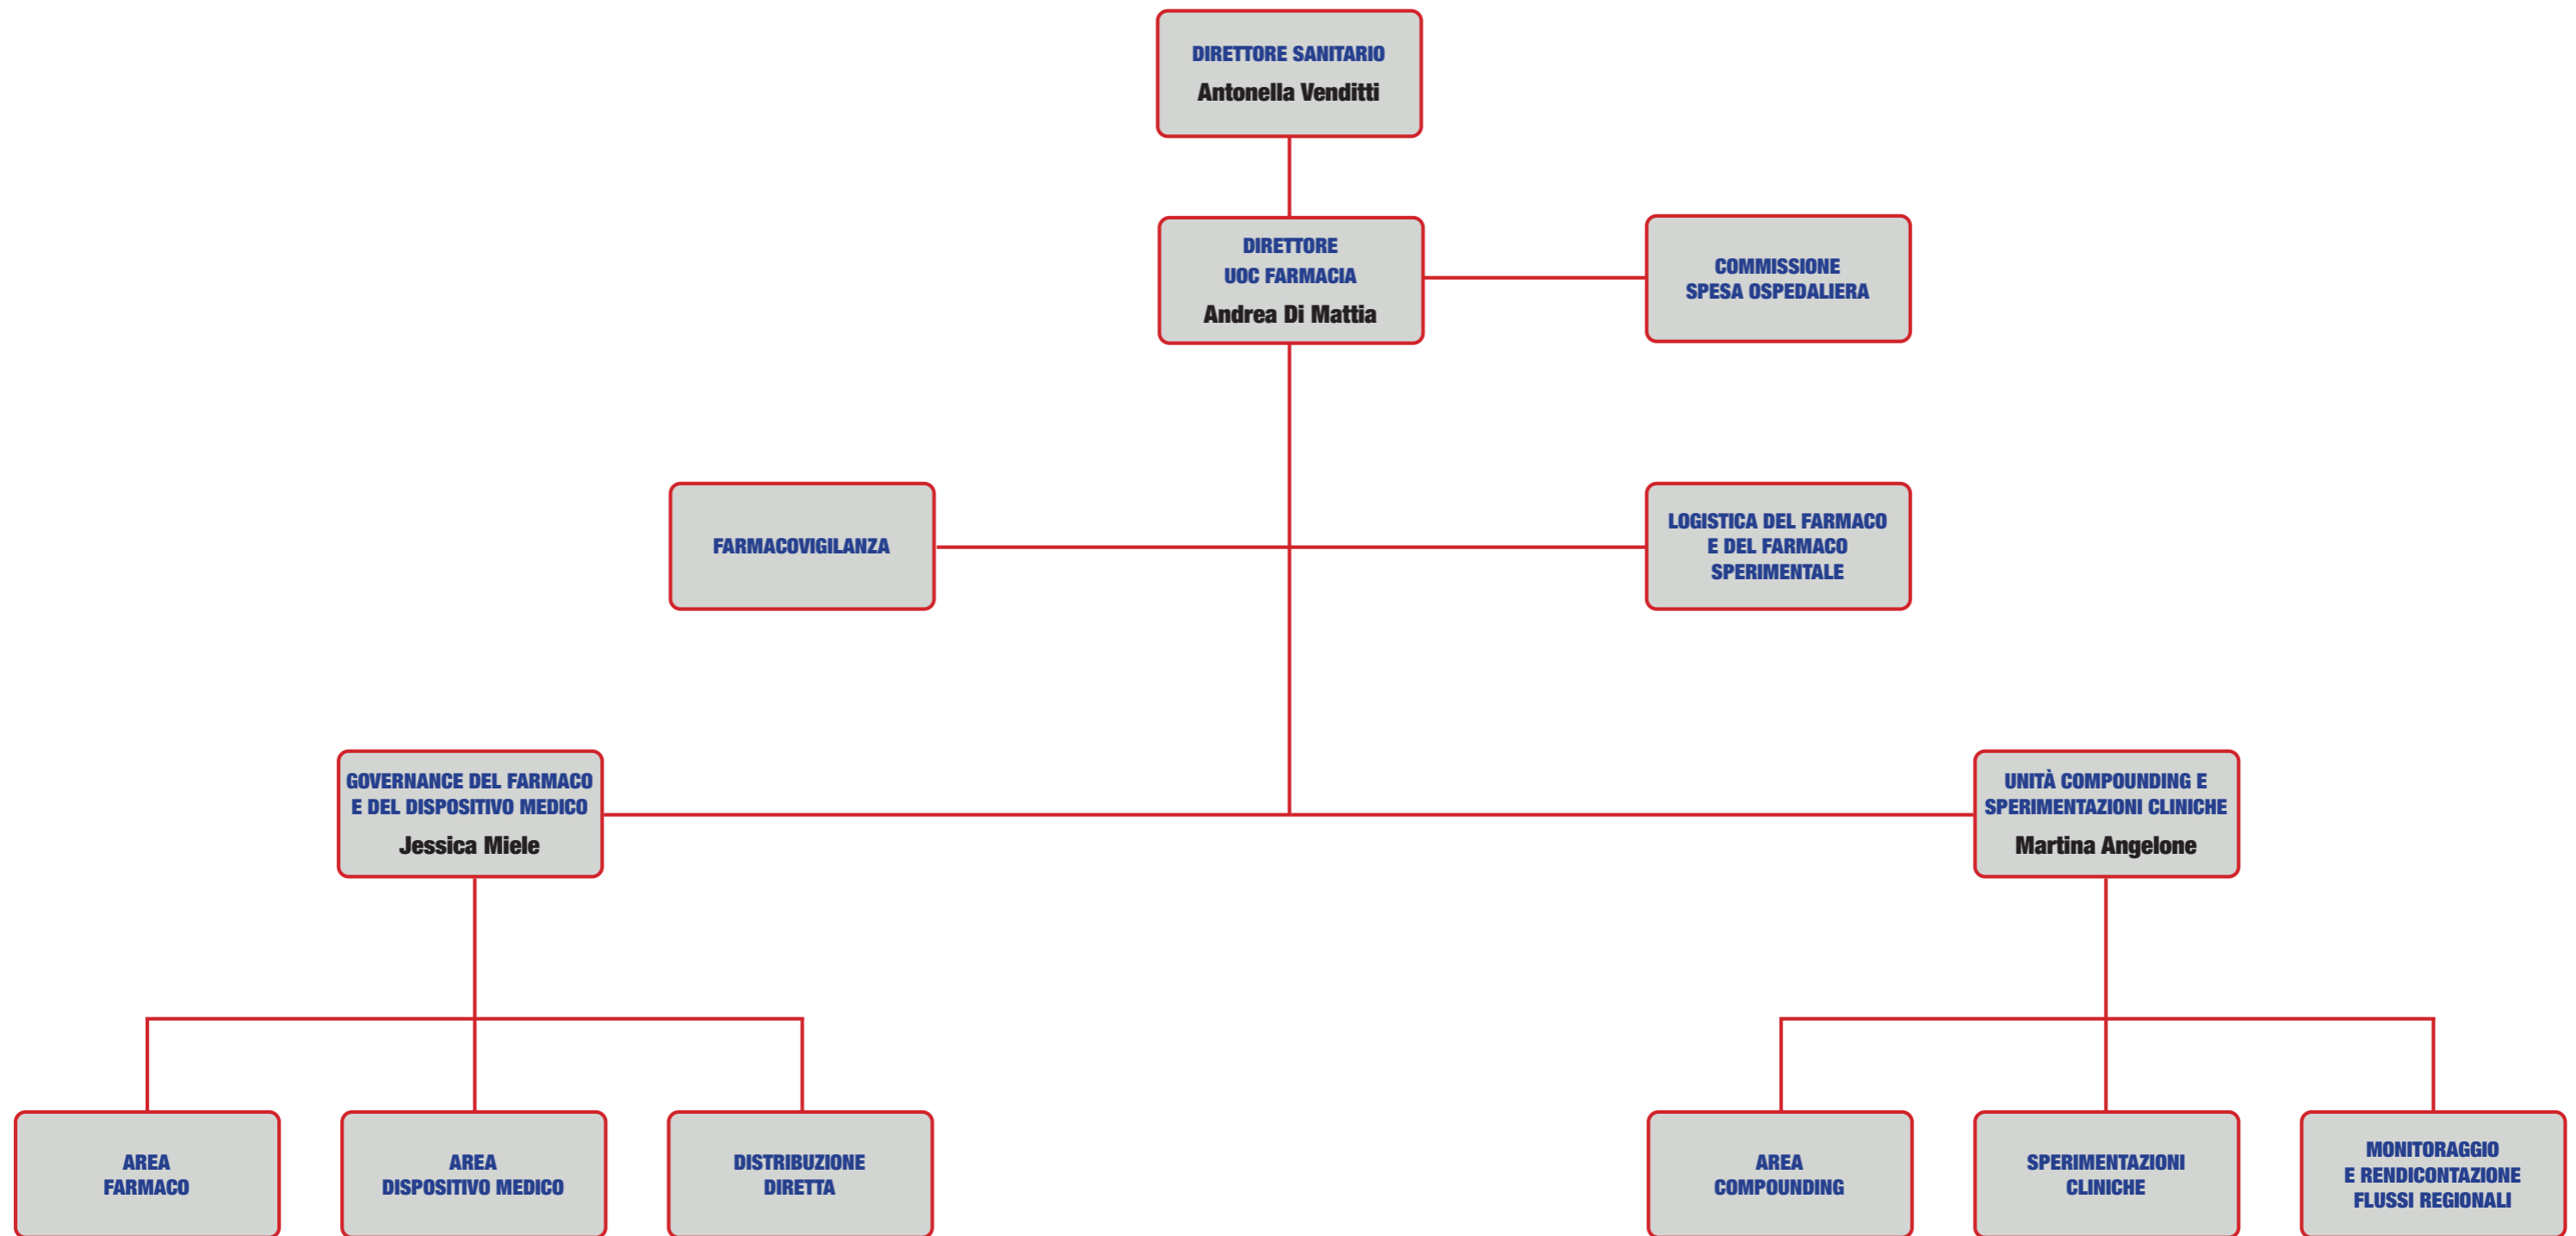 DIRETTORE SANITARIO
Antonella Venditti
DIRETTORE
UOC FARMACIA
Andrea Di Mattia
COMMISSIONE
SPESA OSPEDALIERA
FARMACOVIGILANZA
LOGISTICA DEL FARMACO
E DEL FARMACO
SPERIMENTALE
GOVERNANCE DEL FARMACO
E DEL DISPOSITIVO MEDICO
Jessica Miele
UNITÀ COMPOUNDING E
SPERIMENTAZIONI CLINICHE
Martina Angelone
AREA
FARMACO
AREA
DISPOSITIVO MEDICO
DISTRIBUZIONE
DIRETTA
AREA
COMPOUNDING
SPERIMENTAZIONI
CLINICHE
MONITORAGGIO
E RENDICONTAZIONE
FLUSSI REGIONALI